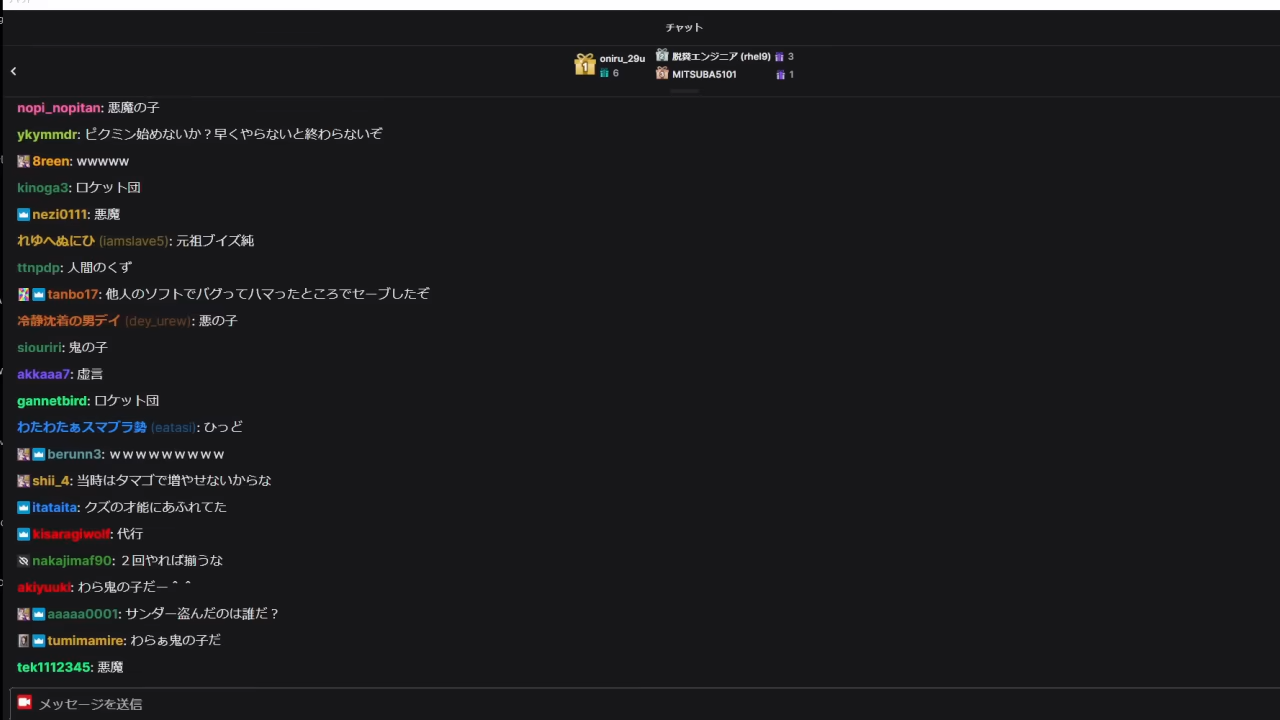 チャット
oniru_29u
6
脱獄エンジニア (rhel9) 3
MITSUBA5101 1
nopi_nopitan: 悪魔の子
ykymmdr: ピクミン始めないか？早くやらないと終わらないぞ
8reen: wwwww
kinoga3: ロケット団
nezi0111: 悪魔
れゆへぬにひ (iamslave5): 元祖ブイズ純
ttnpdp: 人間のくず
tanbo17: 他人のソフトでバグってハマったところでセーブしたぞ
冷静沈着の男デイ (dey_urew): 悪の子
siouriri: 鬼の子
akkaaa7: 虚言
gannetbird: ロケット団
わたわたぁスマブラ勢 (eatasi): ひっど
berunn3: ｗｗｗｗｗｗｗｗｗ
shii_4: 当時はタマゴで増やせないからな
itataita: クズの才能にあふれてた
kisaragiwolf: 代行
nakajimaf90: ２回やれば揃うな
akiyuuki: わら鬼の子だー＾＾
aaaaa0001: サンダー盗んだのは誰だ？
tumimamire: わらぁ鬼の子だ
tek1112345: 悪魔
メッセージを送信